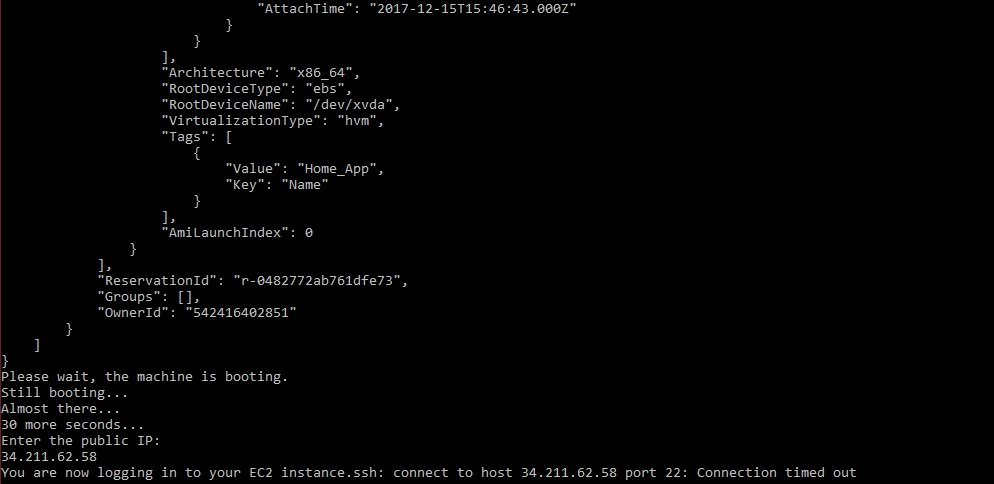 "AttachTime": "2017-12-15T15:46:43.000Z"
}
}
],
"Architecture": "x86_64",
"RootDeviceType": "ebs",
"RootDeviceName": "/dev/xvda",
"VirtualizationType": "hvm",
"Tags": [
{
"Value": "Home_App",
"Key": "Name"
}
],
"AmiLaunchIndex": 0
}
],
"ReservationId": "r-0482772ab761dfe73",
"Groups": [],
"OwnerId": "542416402851"
}
]
}
Please wait, the machine is booting.
Still booting...
Almost there...
30 more seconds...
Enter the public IP:
34.211.62.58
You are now logging in to your EC2 instance.ssh: connect to host 34.211.62.58 port 22: Connection timed out